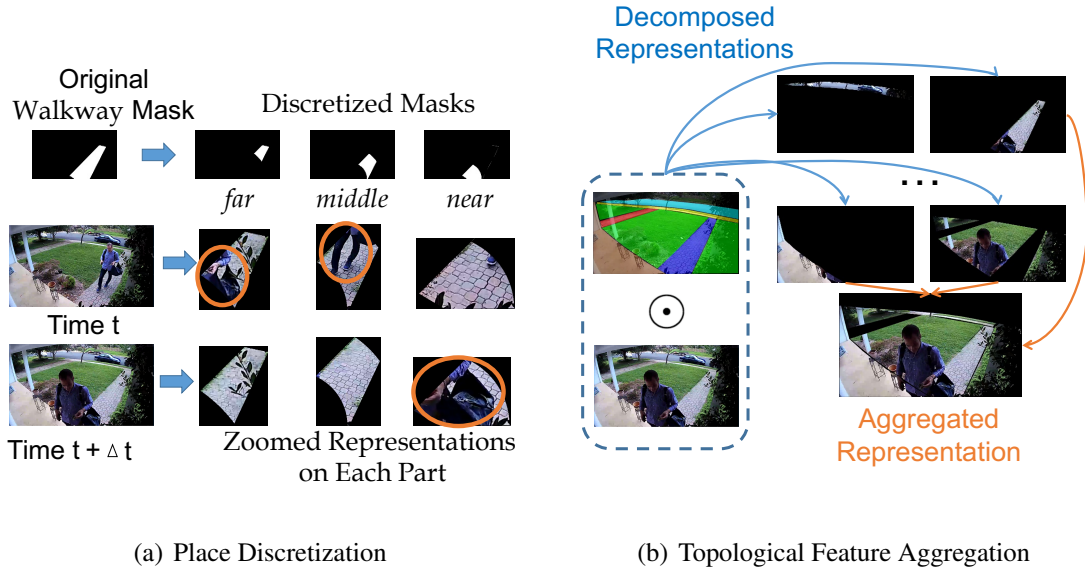 Original
Walkway Mask
Discretized Masks
far
middle
near
Time t
Time t + Δ t
Zoomed Representations
on Each Part
(a) Place Discretization
Decomposed
Representations
...
Aggregated
Representation
(b) Topological Feature Aggregation